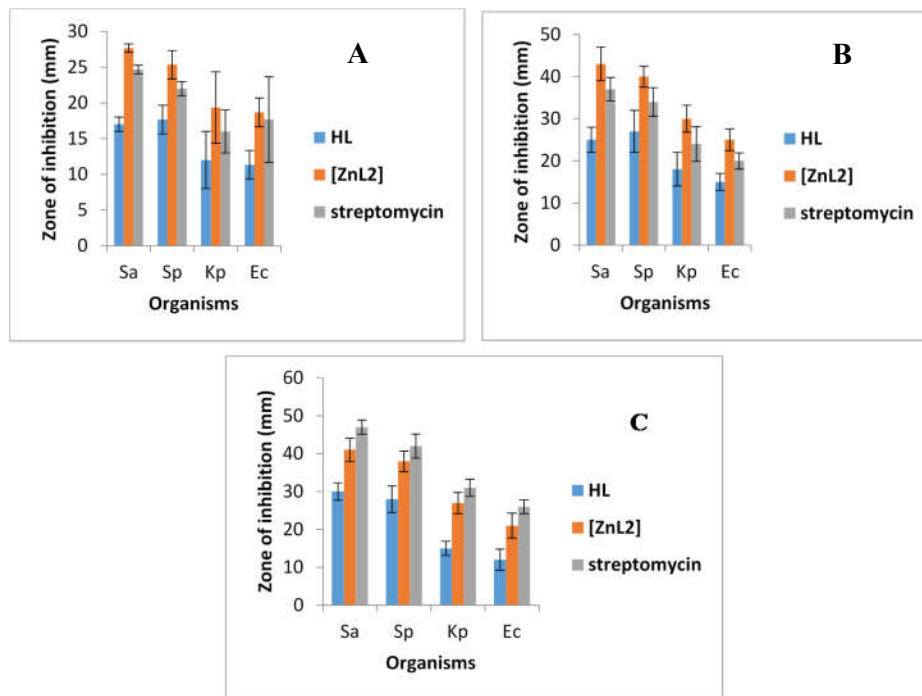 A
Zone of inhibition (mm)
30
25
20
15
10
5
0
Sa Sp Kp Ec
Organisms
HL
[ZnL2]
streptomycin
B
Zone of inhibition (mm)
50
40
30
20
10
0
Sa Sp Kp Ec
Organisms
HL
[ZnL2]
streptomycin
C
Zone of inhibition (mm)
60
50
40
30
20
10
0
Sa Sp Kp Ec
Organisms
HL
[ZnL2]
streptomycin